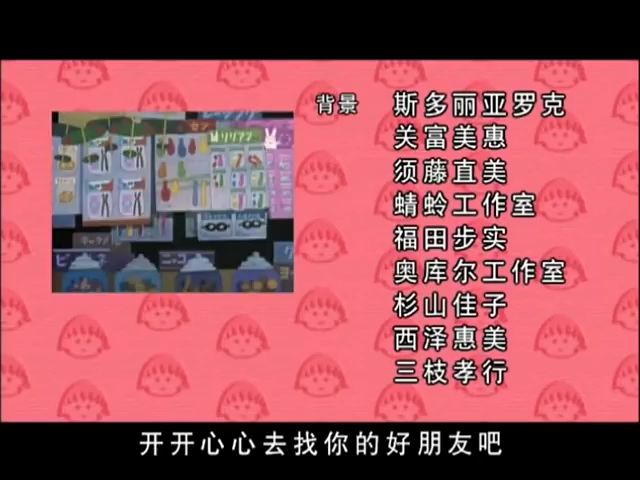 背景
斯多丽亚罗克
关富美惠
须藤直美
蜻蛉工作室
福田步实
奥库尔工作室
杉山佳子
西泽惠美
三枝孝行
开开心心去找你的好朋友吧